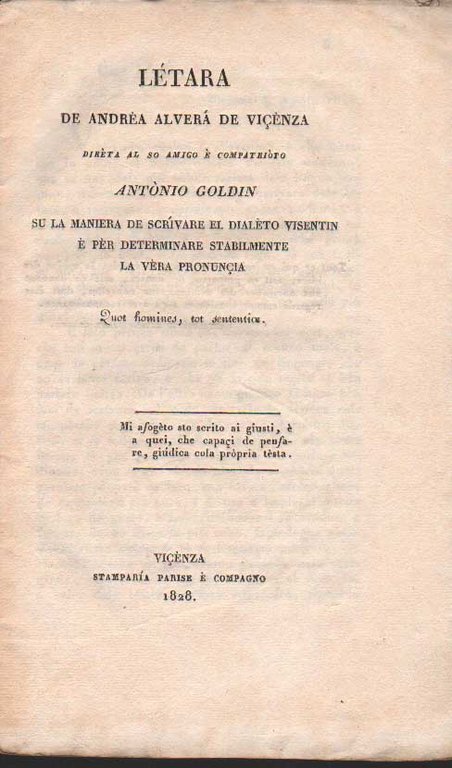 LÉTARA
DE ANDRÈA ALVERÁ DE VIÇÈNZA
DIRÈTA AL SO AMIGO È COMPATRIÒTO
ANTÒNIO GOLDIN
SU LA MANIERA DE SCRÍVARE EL DIALÈTO VISENTIN
È PÈR DETERMINARE STABILMENTE
LA VÈRA PRONUNÇIA
Quot homines, tot sententiæ.
Mi aſogèto sto scrito ai giusti, è
a quei, che capaçi de penſa-
re, giúdica cola pròpria tèsta.
VIÇÈNZA
STAMPARÍA PARISE È COMPAGNO
1828.